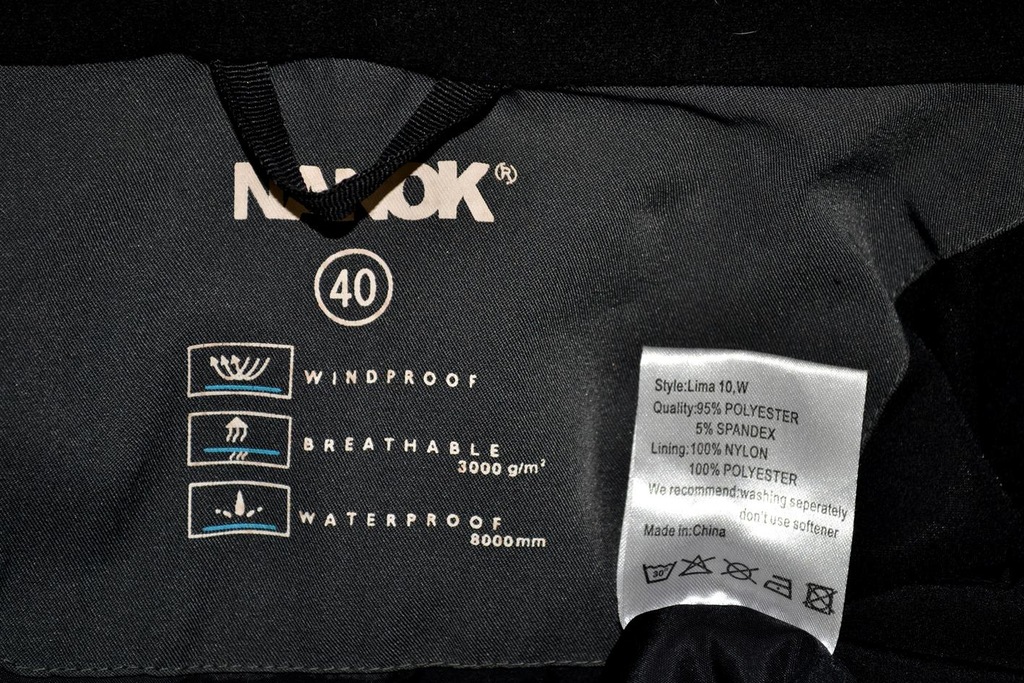 ®
40
WINDPROOF
BREATHABLE
3000 g/m²
WATERPROOF
8000mm
Style:Lima 10,W
Quality:95% POLYESTER
5% SPANDEX
Lining:100% NYLON
100% POLYESTER
We recommend:washing seperately
don't use softener
Made in:China
30°